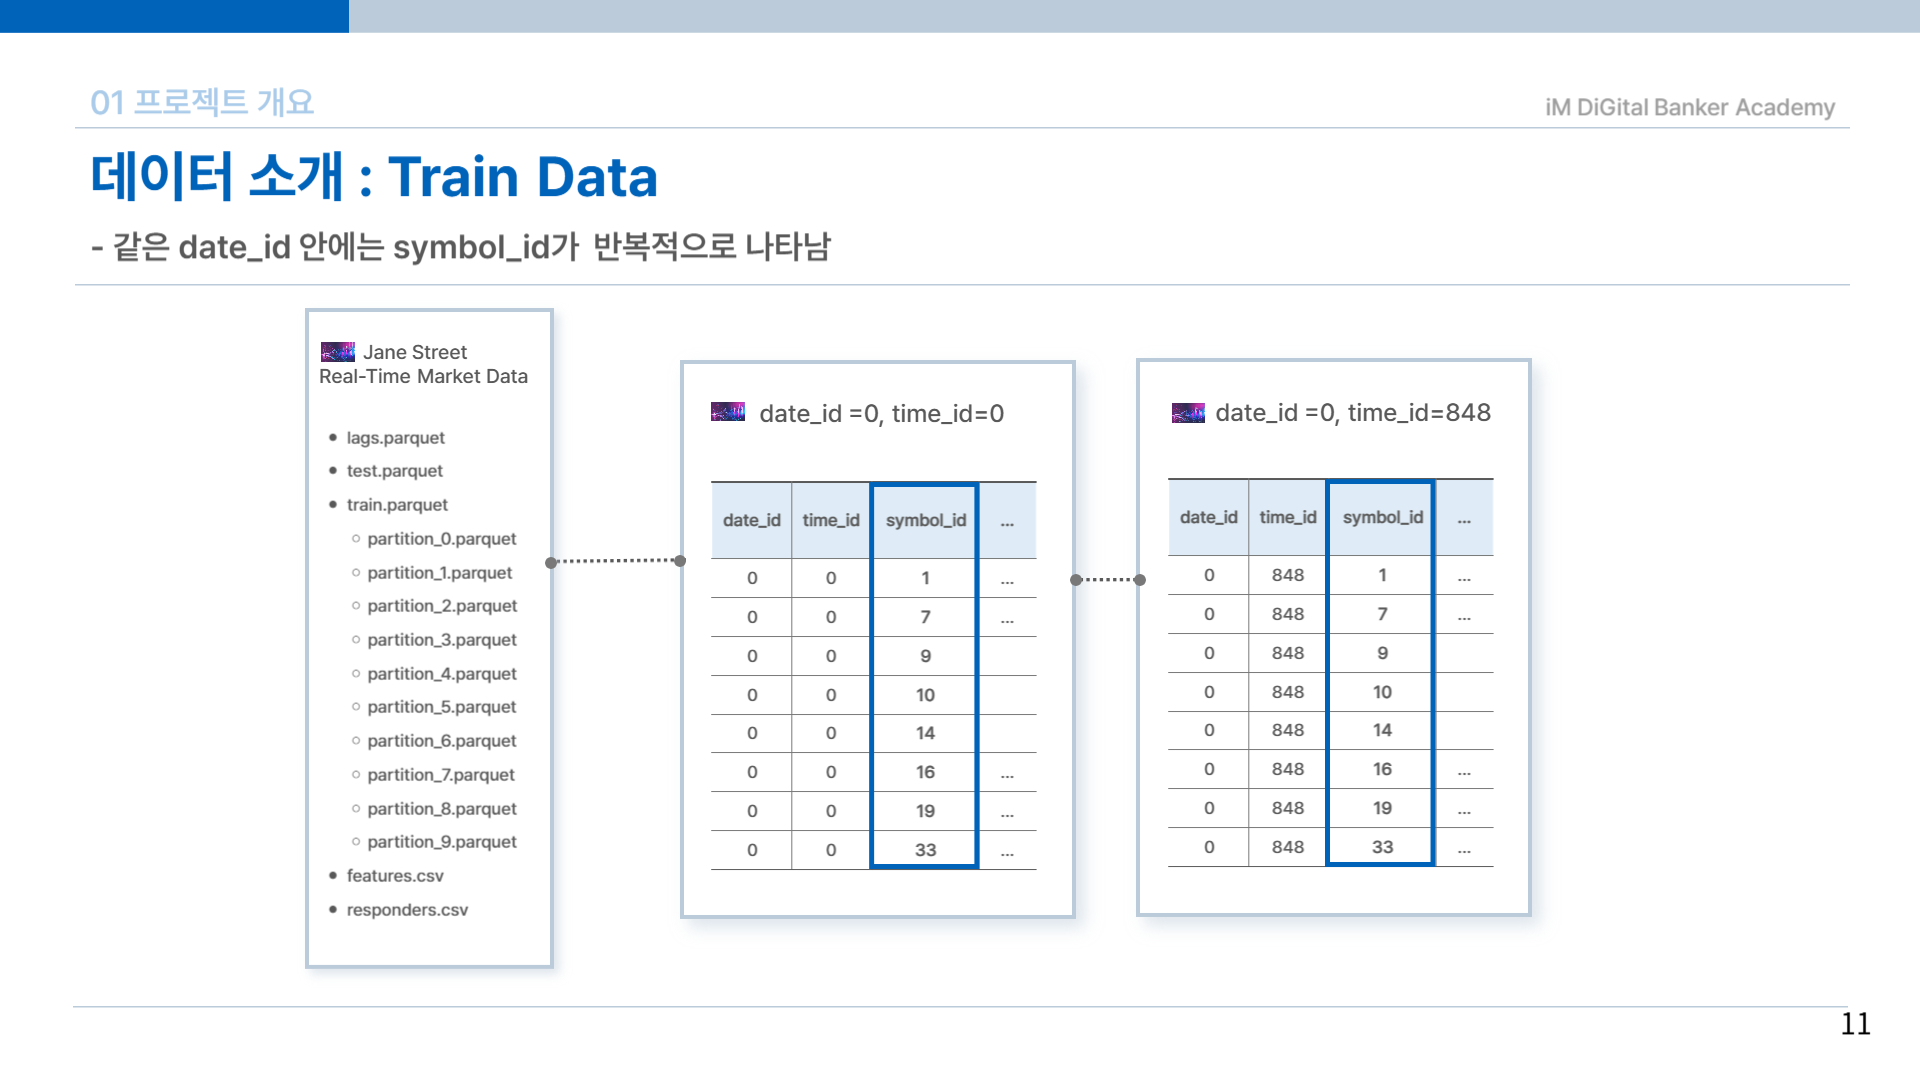 01 프로젝트 개요
iM DiGital Banker Academy
데이터 소개 : Train Data
- 같은 date_id 안에는 symbol_id가 반복적으로 나타남
Jane Street
Real-Time Market Data
• lags.parquet
• test.parquet
• train.parquet
○ partition_0.parquet
○ partition_1.parquet
○ partition_2.parquet
○ partition_3.parquet
○ partition_4.parquet
○ partition_5.parquet
○ partition_6.parquet
○ partition_7.parquet
○ partition_8.parquet
○ partition_9.parquet
• features.csv
• responders.csv
date_id =0, time_id=0
date_id time_id symbol_id ...
0 0 1 ...
0 0 7 ...
0 0 9
0 0 10
0 0 14
0 0 16 ...
0 0 19 ...
0 0 33 ...
date_id =0, time_id=848
date_id time_id symbol_id ...
0 848 1 ...
0 848 7 ...
0 848 9
0 848 10
0 848 14
0 848 16 ...
0 848 19 ...
0 848 33 ...
11